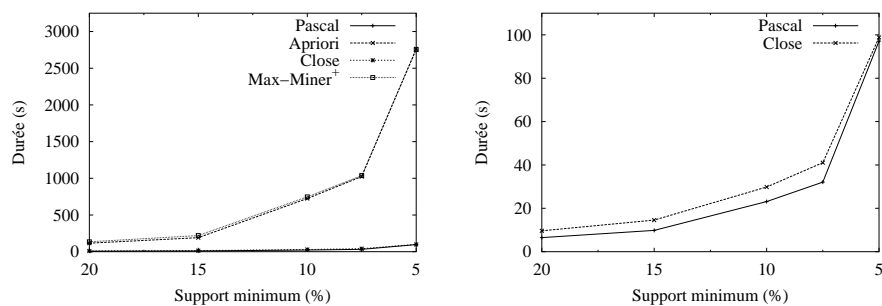 3000
2500
2000
1500
1000
500
0
20
15
10
5
Durée (s)
Support minimum (%)
Pascal
Apriori
Close
Max−Miner+
100
80
60
40
20
0
20
15
10
5
Durée (s)
Support minimum (%)
Pascal
Close